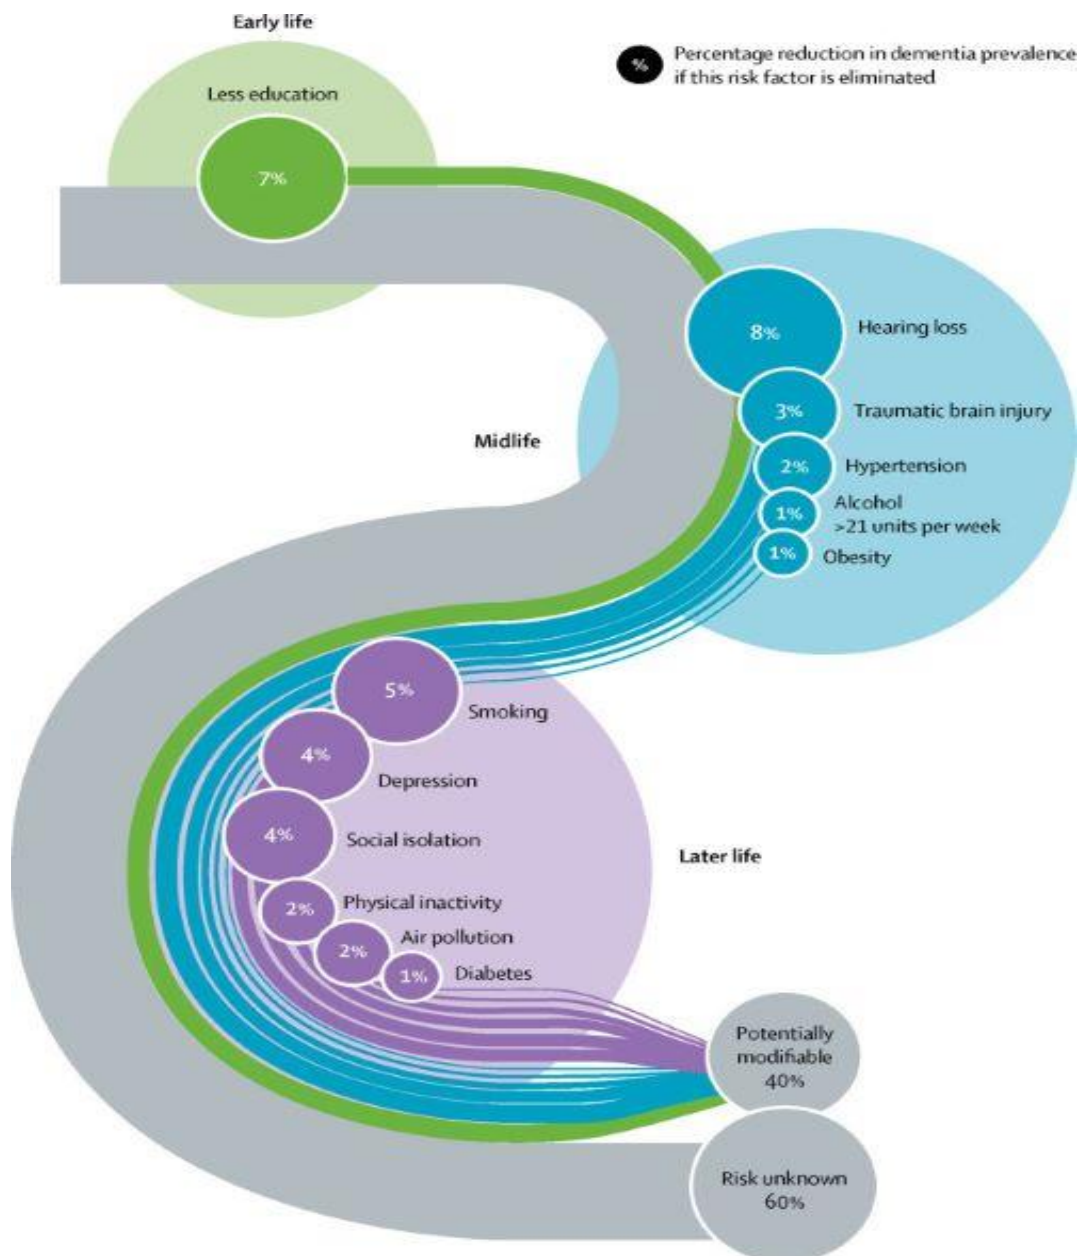 Early life
% Percentage reduction in dementia prevalence
if this risk factor is eliminated
Less education
7%
8% Hearing loss
3% Traumatic brain injury
Midlife
2% Hypertension
1% Alcohol
>21 units per week
1% Obesity
5% Smoking
4% Depression
4% Social isolation
Later life
2% Physical inactivity
2% Air pollution
1% Diabetes
Potentially
modifiable
40%
Risk unknown
60%